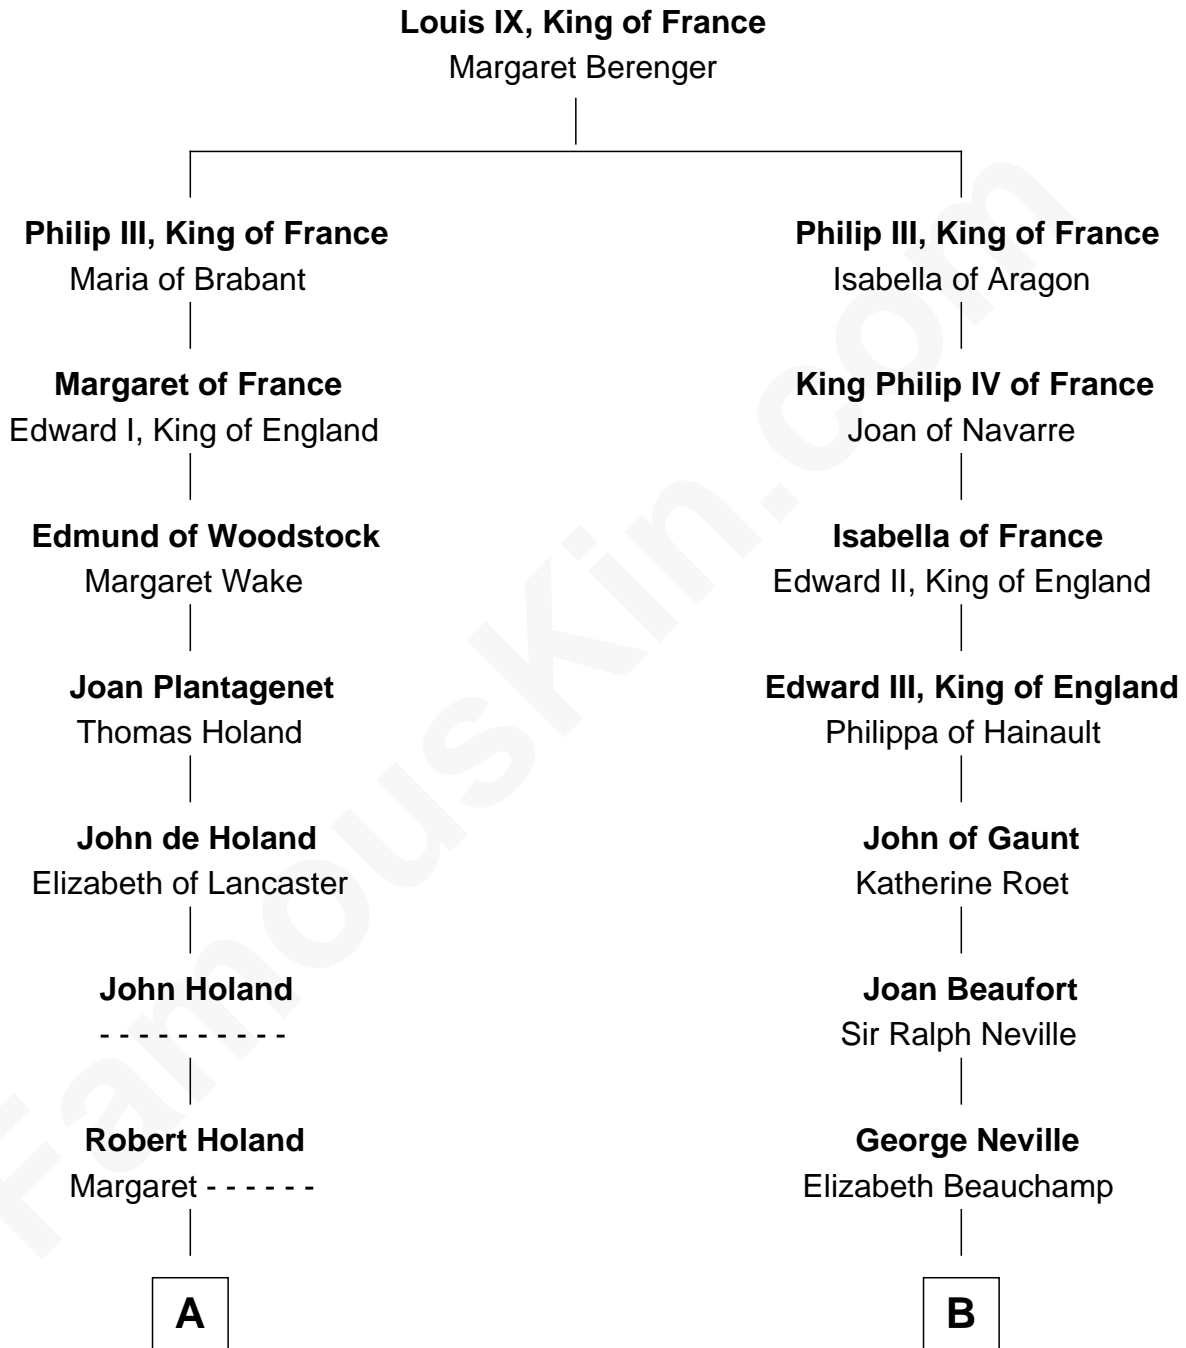 Louis IX, King of France
Margaret Berenger
Philip III, King of France
Maria of Brabant
Philip III, King of France
Isabella of Aragon
Margaret of France
Edward I, King of England
King Philip IV of France
Joan of Navarre
Edmund of Woodstock
Margaret Wake
Isabella of France
Edward II, King of England
Joan Plantagenet
Thomas Holand
Edward III, King of England
Philippa of Hainault
John de Holand
Elizabeth of Lancaster
John of Gaunt
Katherine Roet
John Holand
- - - - - - - - - -
Joan Beaufort
Sir Ralph Neville
Robert Holand
Margaret - - - - - -
George Neville
Elizabeth Beauchamp
A
B
FamousKin.com